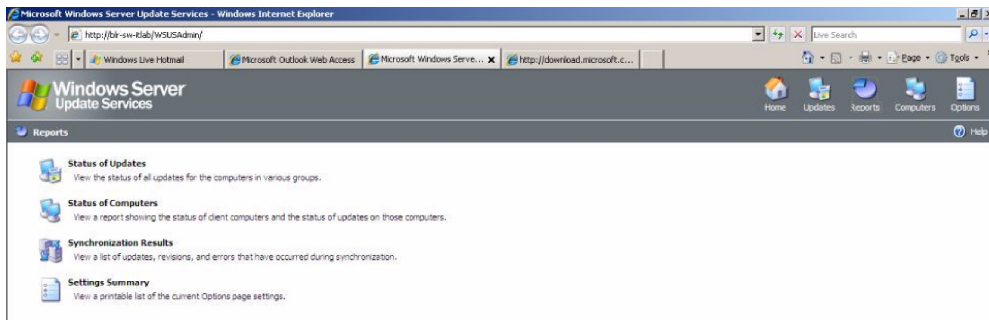 Microsoft Windows Server Update Services - Windows Internet Explorer
http://blr-sw-itlab/WSUSAdmin/
Live Search
Windows Live Hotmail
Microsoft Outlook Web Access
Microsoft Windows Serve...
http://download.microsoft.c...
Page
Tools
Windows Server
Update Services
Home
Updates
Reports
Computers
Options
Reports
Help
Status of Updates
View the status of all updates for the computers in various groups.
Status of Computers
View a report showing the status of client computers and the status of updates on those computers.
Synchronization Results
View a list of updates, revisions, and errors that have occurred during synchronization.
Settings Summary
View a printable list of the current Options page settings.